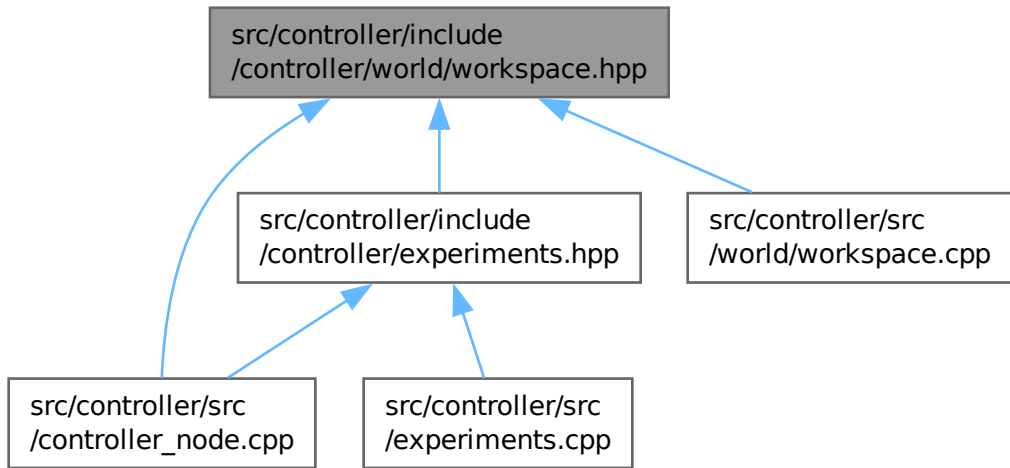 src/controller/include
/controller/world/workspace.hpp
src/controller/include
/controller/experiments.hpp
src/controller/src
/world/workspace.cpp
src/controller/src
/controller_node.cpp
src/controller/src
/experiments.cpp